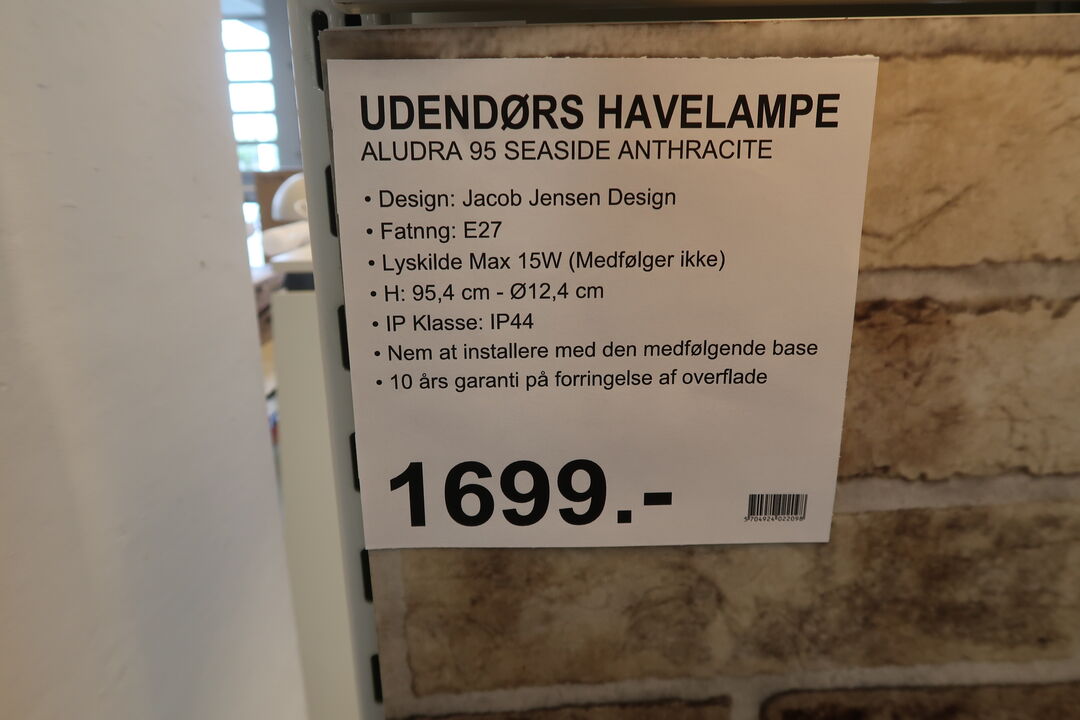 UDENDØRS HAVELAMPE
ALUDRA 95 SEASIDE ANTHRACITE
• Design: Jacob Jensen Design
• Fatnng: E27
• Lyskilde Max 15W (Medfølger ikke)
• H: 95,4 cm - Ø12,4 cm
• IP Klasse: IP44
• Nem at installere med den medfølgende base
• 10 års garanti på forringelse af overflade
1699.-
5704924022098